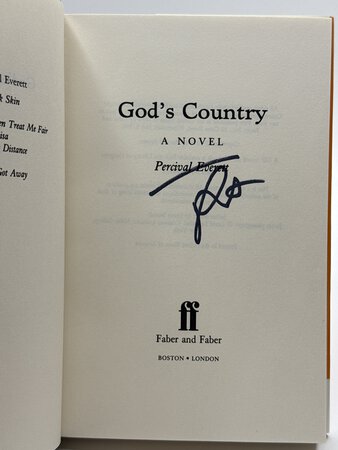 l Everett
k Skin
en Treat Me Fair
isa
Distance
Got Away
God's Country
A NOVEL
Percival Everett
ff
Faber and Faber
BOSTON • LONDON